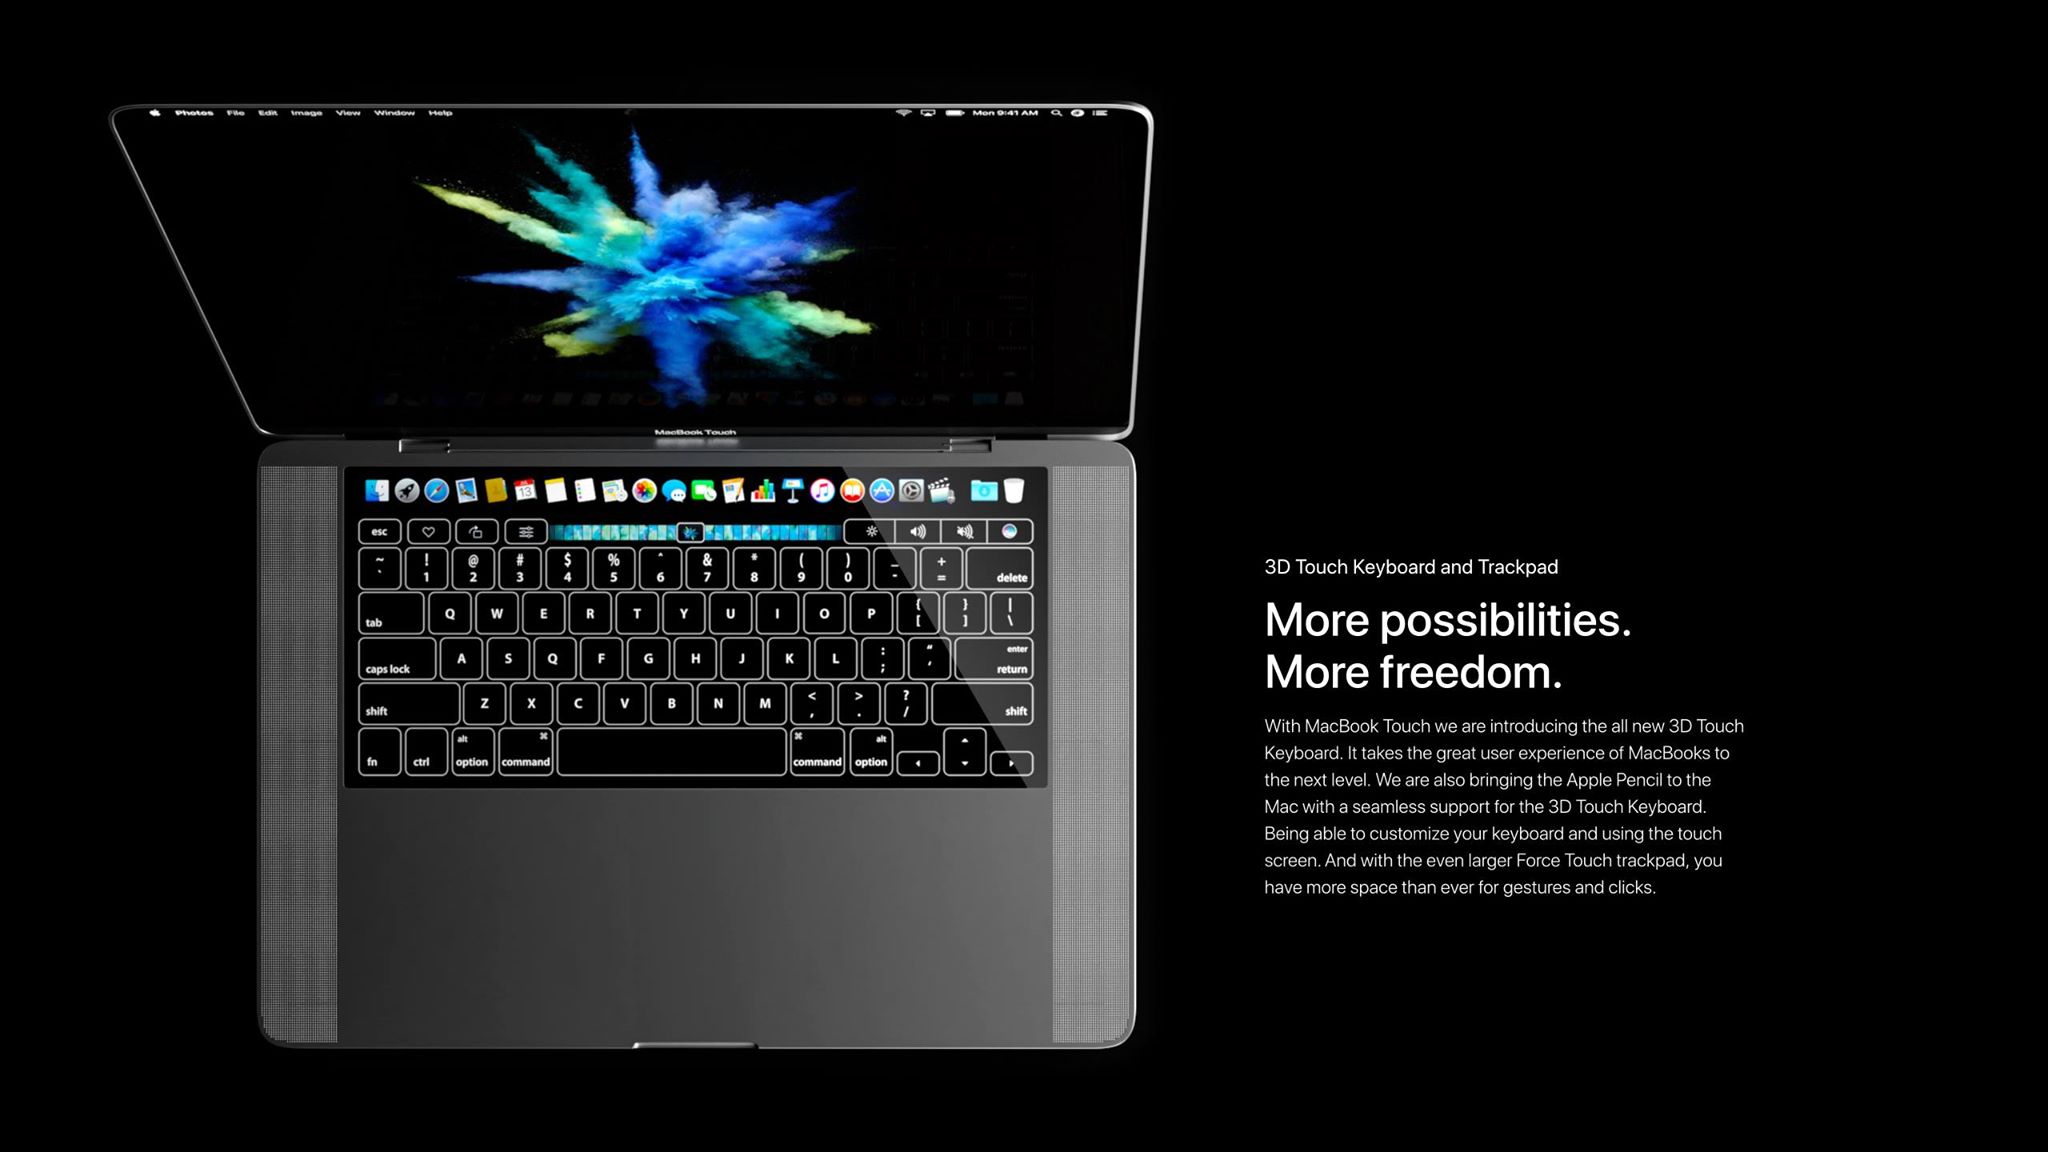 Photos File Edit Image View Window Help Mon 9:41 AM
MacBook Touch
13
esc
~ ! @ # $ % ^ & * ( ) _ +
` 1 2 3 4 5 6 7 8 9 0 - = delete
tab Q W E R T Y U I O P { [ } ] | \
caps lock A S D F G H J K L : ; " ' enter return
shift Z X C V B N M < , > . ? / shift
fn ctrl alt option ⌘ command ⌘ command alt option
3D Touch Keyboard and Trackpad
More possibilities.
More freedom.
With MacBook Touch we are introducing the all new 3D Touch
Keyboard. It takes the great user experience of MacBooks to
the next level. We are also bringing the Apple Pencil to the
Mac with a seamless support for the 3D Touch Keyboard.
Being able to customize your keyboard and using the touch
screen. And with the even larger Force Touch trackpad, you
have more space than ever for gestures and clicks.